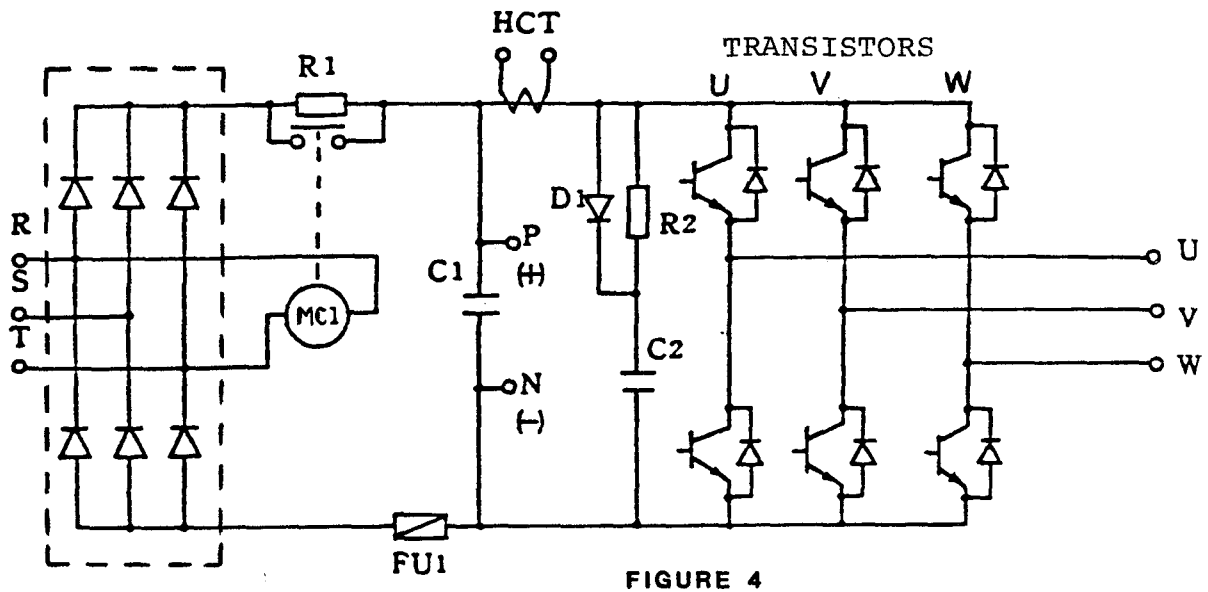 HCT
TRANSISTORS
R1
U V W
R
S
T
MC1
C1
P
(+)
N
(-)
D1
R2
C2
U
V
W
FU1
FIGURE 4